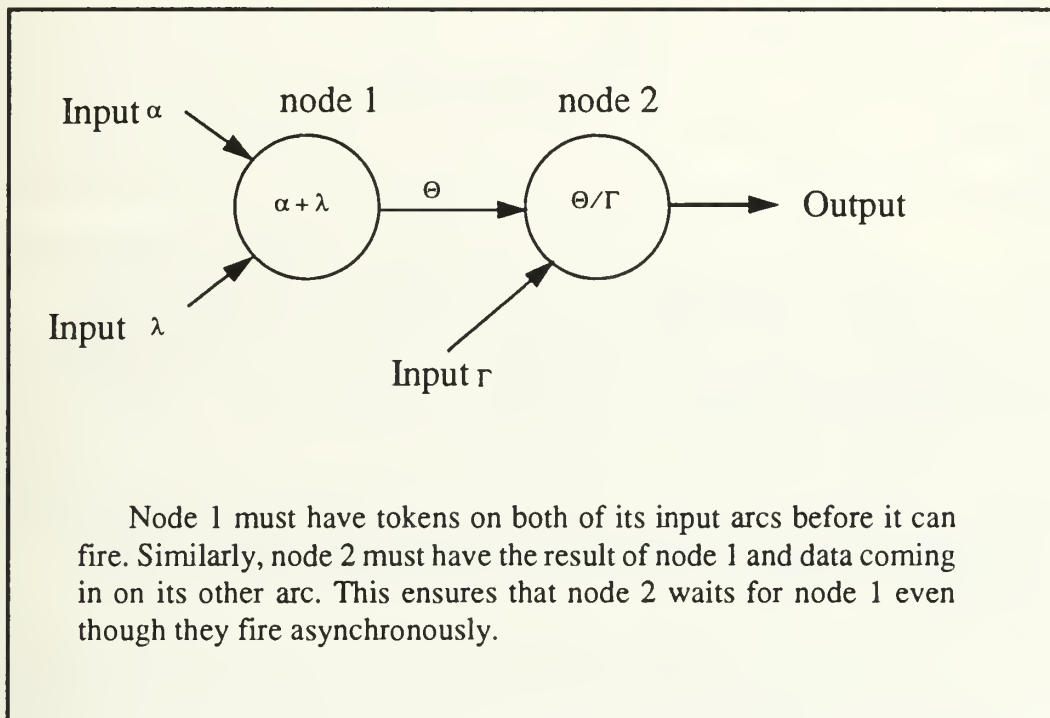 node 1
node 2
Input α
α + λ
Θ
Θ/Γ
Output
Input λ
Input Γ
Node 1 must have tokens on both of its input arcs before it can
fire. Similarly, node 2 must have the result of node 1 and data coming
in on its other arc. This ensures that node 2 waits for node 1 even
though they fire asynchronously.